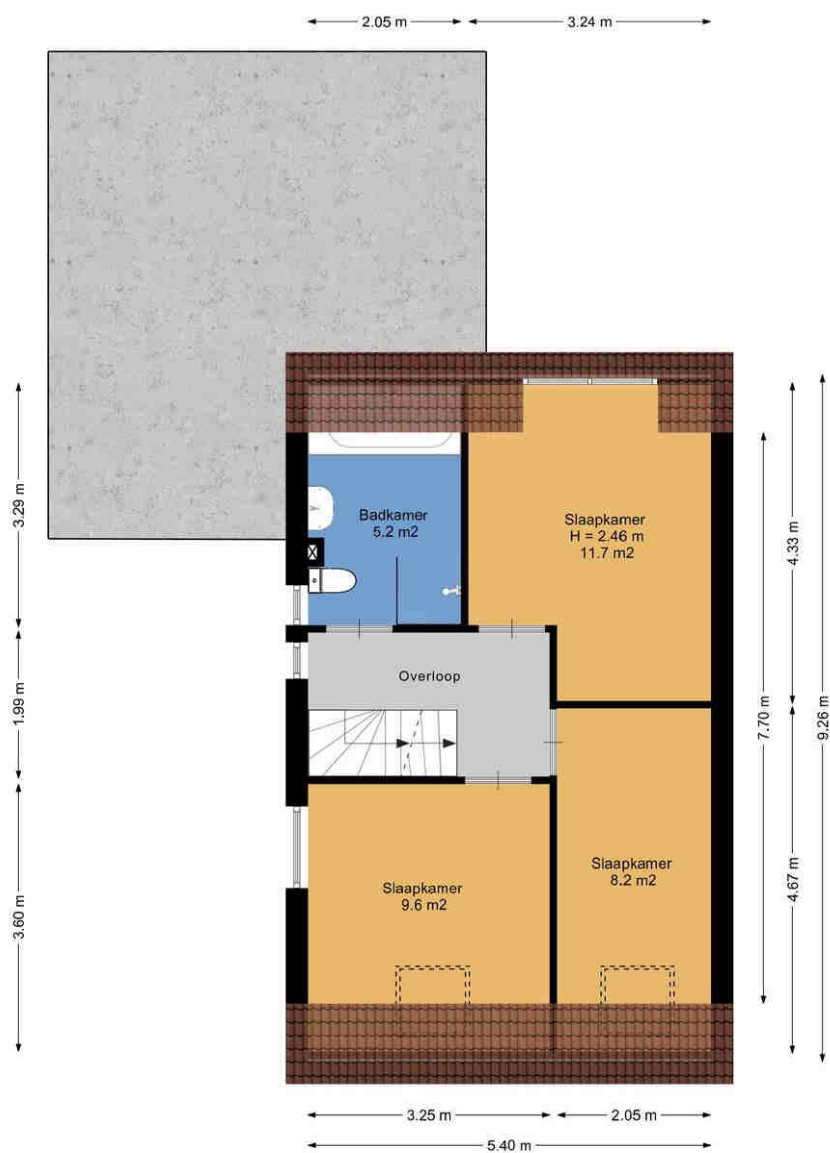 2.05 m
3.24 m
3.29 m
1.99 m
3.60 m
Badkamer
5.2 m2
Slaapkamer
H = 2.46 m
11.7 m2
Overloop
Slaapkamer
9.6 m2
Slaapkamer
8.2 m2
7.70 m
4.33 m
4.67 m
9.26 m
3.25 m
2.05 m
5.40 m